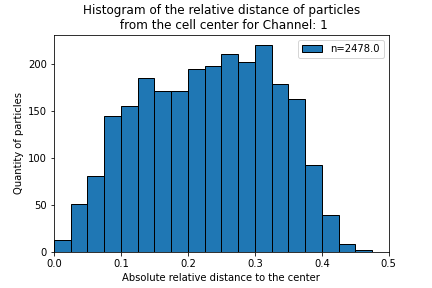 Histogram of the relative distance of particles
from the cell center for Channel: 1
n=2478.0
Quantity of particles
200
150
100
50
0
0.0 0.1 0.2 0.3 0.4 0.5
Absolute relative distance to the center